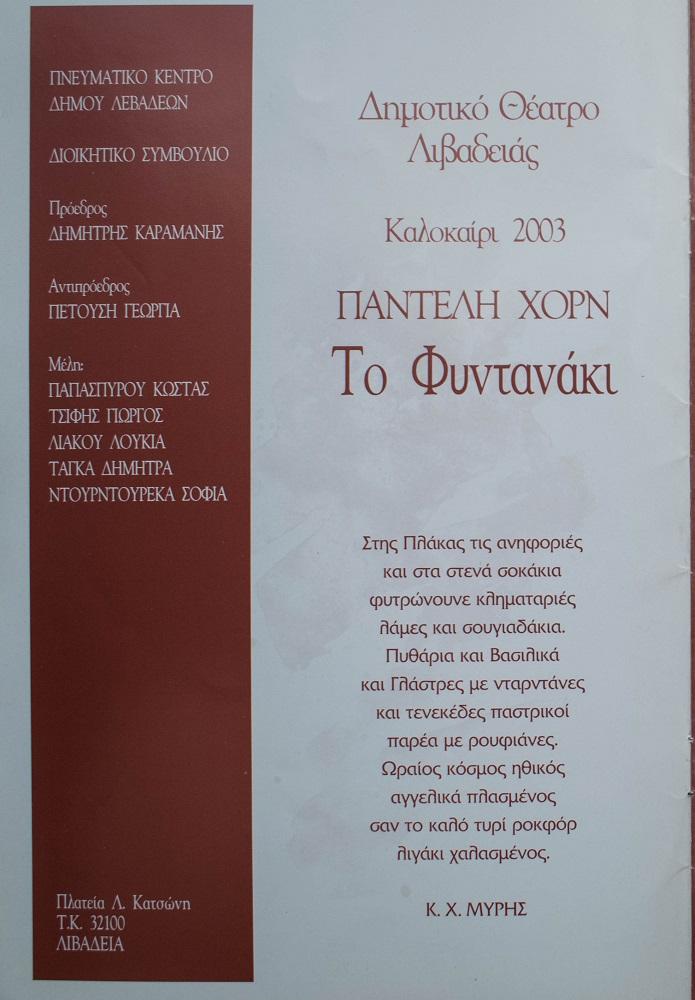 ΠΝΕΥΜΑΤΙΚΟ ΚΕΝΤΡΟ
ΔΗΜΟΥ ΛΕΒΑΔΕΩΝ
ΔΙΟΙΚΗΤΙΚΟ ΣΥΜΒΟΥΛΙΟ
Πρόεδρος
ΔΗΜΗΤΡΗΣ ΚΑΡΑΜΑΝΗΣ
Αντιπρόεδρος
ΠΕΤΟΥΣΗ ΓΕΩΡΓΙΑ
Μέλη:
ΠΑΠΑΣΠΥΡΟΥ ΚΩΣΤΑΣ
ΤΣΙΦΗΣ ΓΙΩΡΓΟΣ
ΛΙΑΚΟΥ ΛΟΥΚΙΑ
ΤΑΓΚΑ ΔΗΜΗΤΡΑ
ΝΤΟΥΡΝΤΟΥΡΕΚΑ ΣΟΦΙΑ
Πλατεία Λ. Κατσώνη
Τ.Κ. 32100
ΛΙΒΑΔΕΙΑ
Δημοτικό Θέατρο
Λιβαδειάς
Καλοκαίρι 2003
ΠΑΝΤΕΛΗ ΧΟΡΝ
Το Φυντανάκι
Στης Πλάκας τις ανηφοριές
και στα στενά σοκάκια
φυτρώνουνε κληματαριές
λάμες και σουγιαδάκια.
Πυθάρια και Βασιλικά
και Γλάστρες με νταρντάνες
και τενεκέδες παστρικοί
παρέα με ρουφιάνες.
Ωραίος κόσμος ηθικός
αγγελικά πλασμένος
σαν το καλό τυρί ροκφόρ
λιγάκι χαλασμένος.
Κ. Χ. ΜΥΡΗΣ